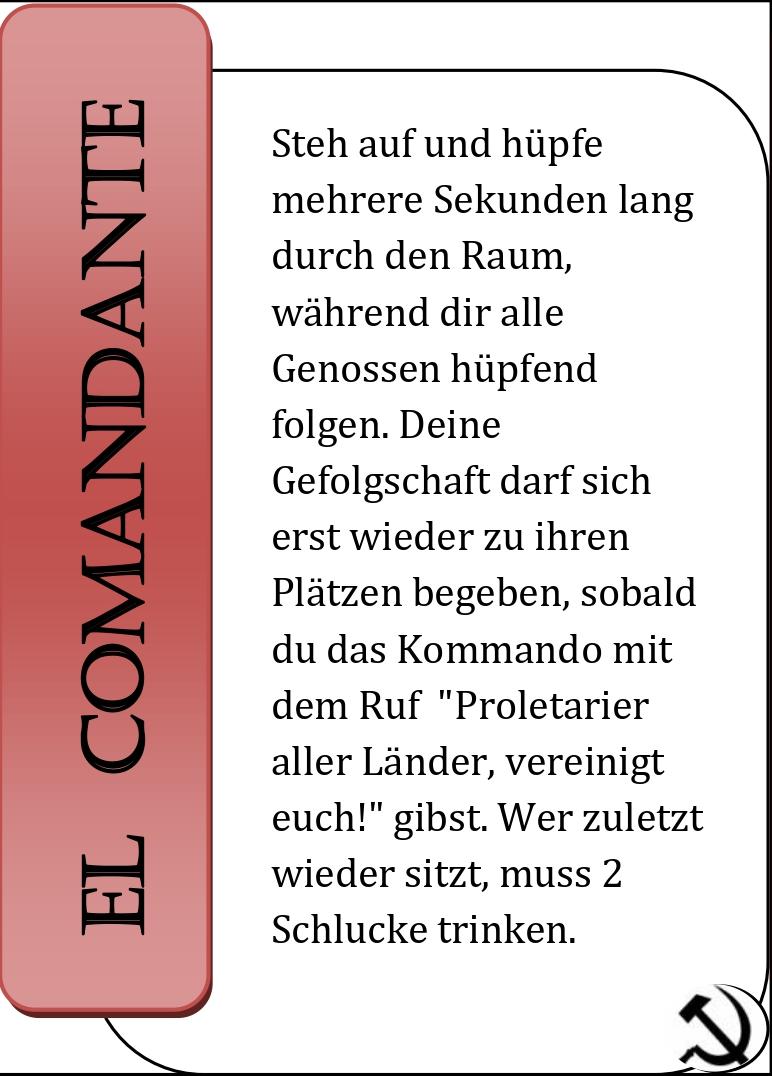 EL COMANDANTE
Steh auf und hüpfe
mehrere Sekunden lang
durch den Raum,
während dir alle
Genossen hüpfend
folgen. Deine
Gefolgschaft darf sich
erst wieder zu ihren
Plätzen begeben, sobald
du das Kommando mit
dem Ruf  "Proletarier
aller Länder, vereinigt
euch!" gibst. Wer zuletzt
wieder sitzt, muss 2
Schlucke trinken.